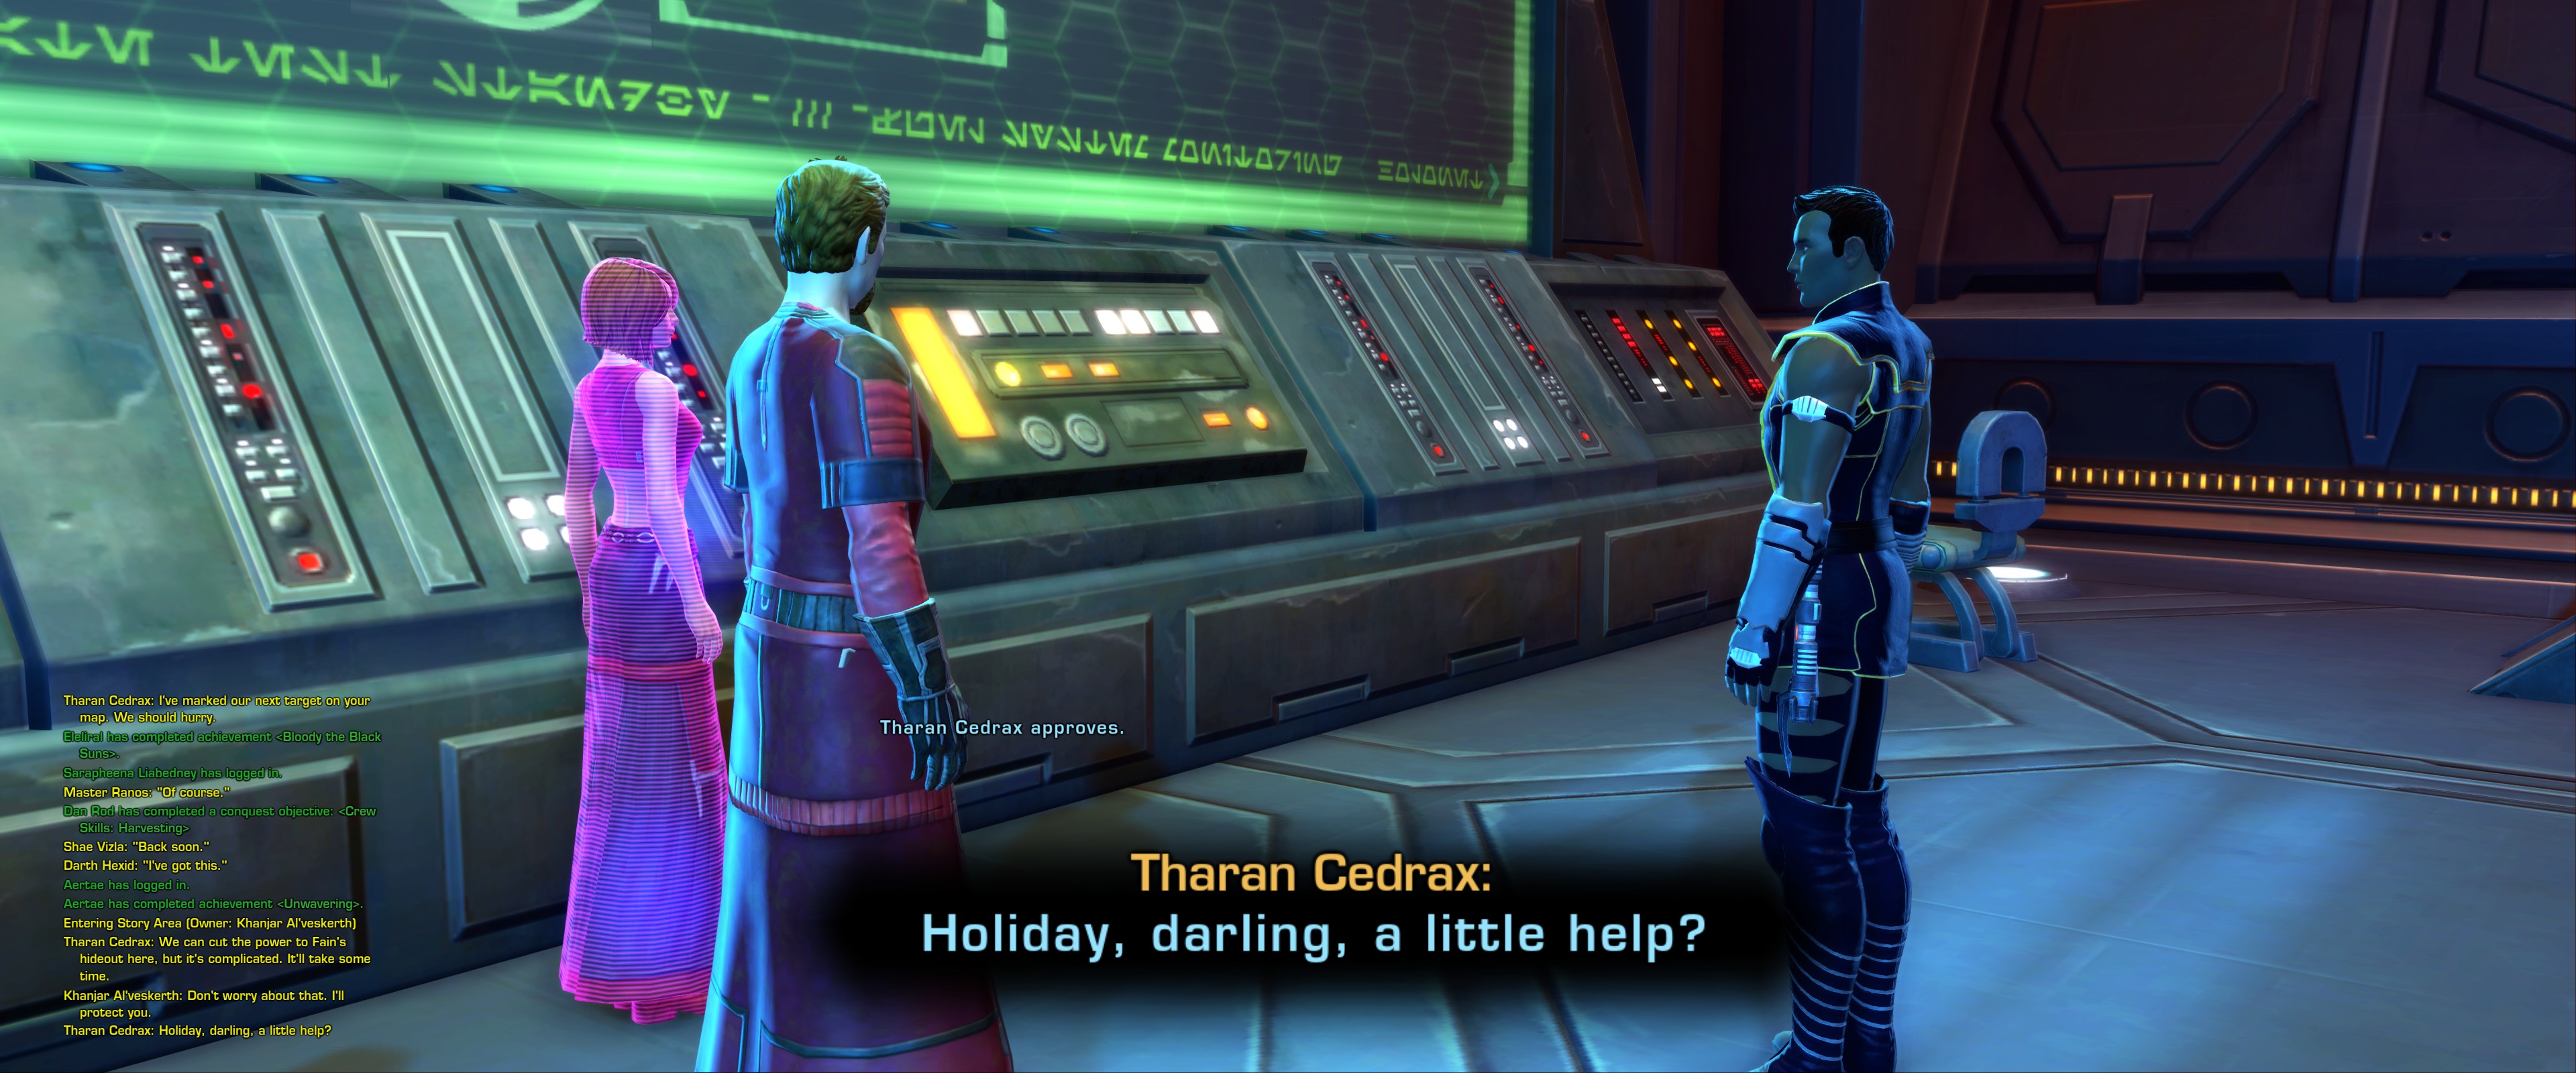 Tharan Cedrax: I've marked our next target on your
map. We should hurry.
Eleliral has completed achievement <Bloody the Black
Suns>.
Sarapheena Liabedney has logged in.
Master Ranos: "Of course."
Dan Rod has completed a conquest objective: <Crew
Skills: Harvesting>
Shae Vizla: "Back soon."
Darth Hexid: "I've got this."
Aertae has logged in.
Aertae has completed achievement <Unwavering>.
Entering Story Area (Owner: Khanjar Al'veskerth)
Tharan Cedrax: We can cut the power to Fain's
hideout here, but it's complicated. It'll take some
time.
Khanjar Al'veskerth: Don't worry about that. I'll
protect you.
Tharan Cedrax: Holiday, darling, a little help?
Tharan Cedrax approves.
Tharan Cedrax:
Holiday, darling, a little help?